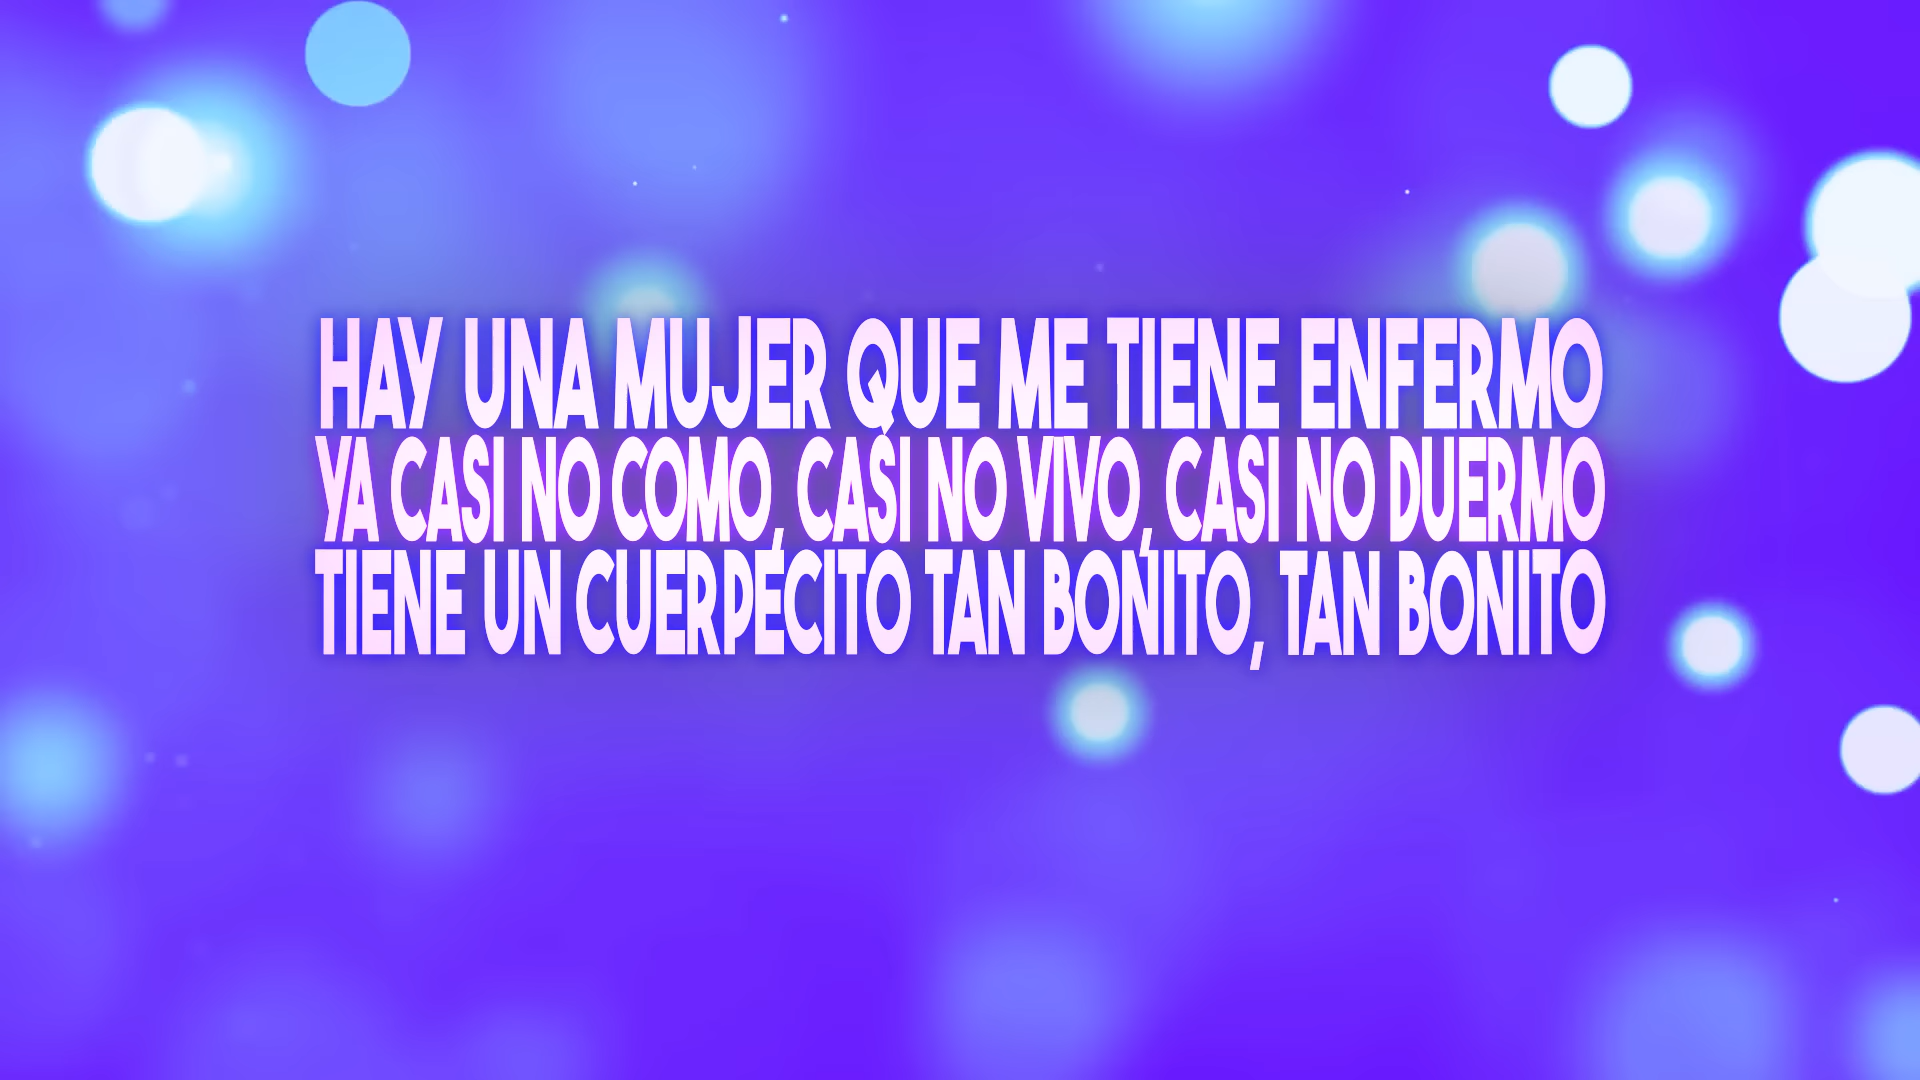 HAY UNA MUJER QUE ME TIENE ENFERMO
YA CASI NO COMO, CASI NO VIVO, CASI NO DUERMO
TIENE UN CUERPECITO TAN BONITO, TAN BONITO